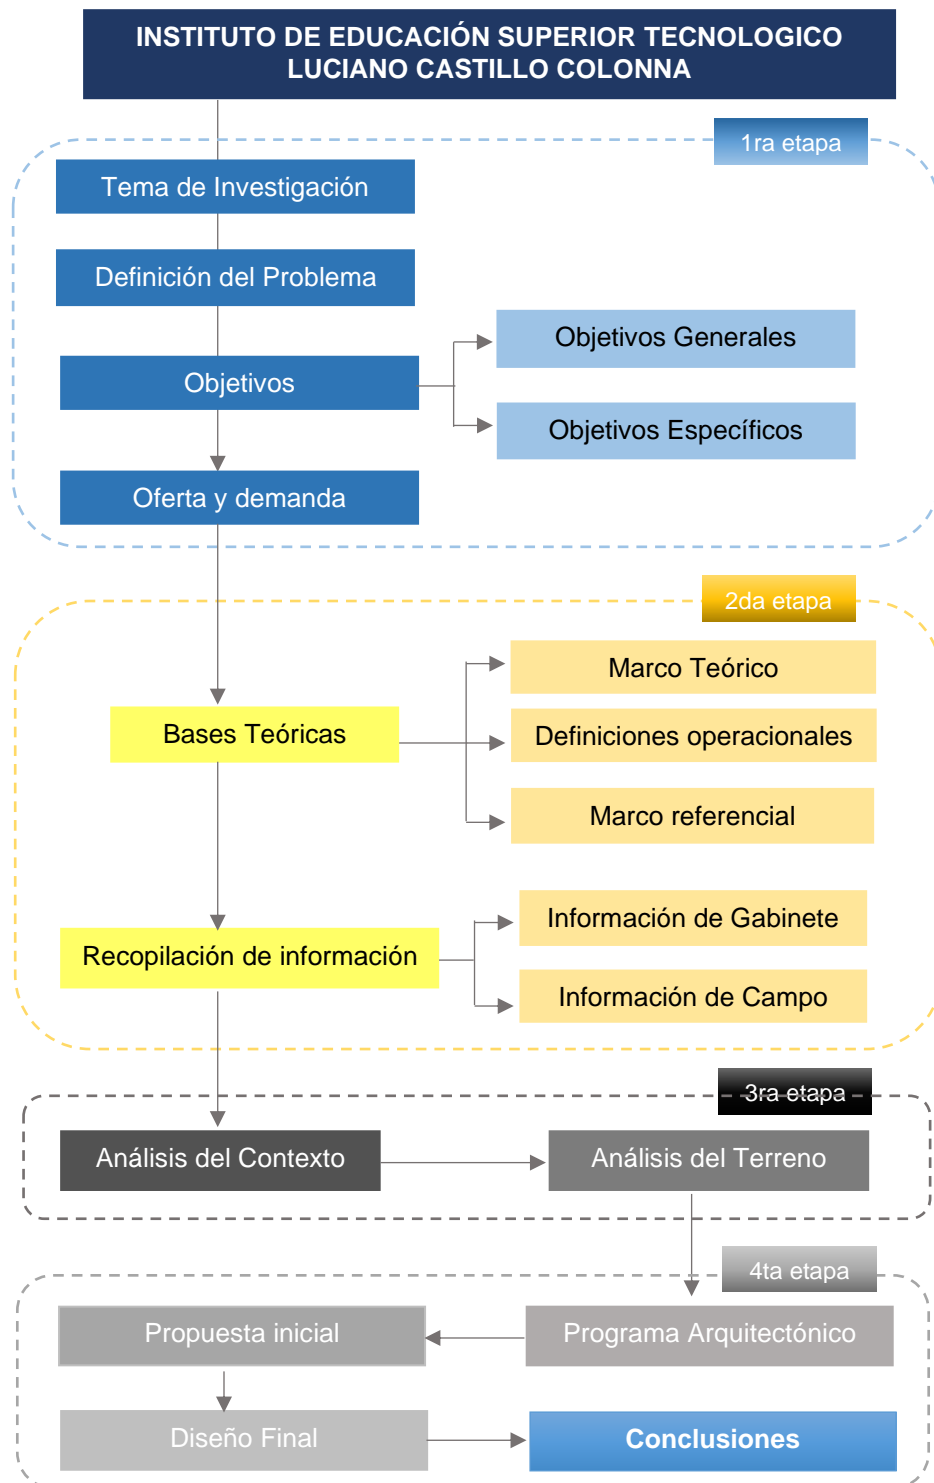 INSTITUTO DE EDUCACIÓN SUPERIOR TECNOLOGICO
LUCIANO CASTILLO COLONNA
1ra etapa
Tema de Investigación
Definición del Problema
Objetivos
Objetivos Generales
Objetivos Específicos
Oferta y demanda
2da etapa
Bases Teóricas
Marco Teórico
Definiciones operacionales
Marco referencial
Recopilación de información
Información de Gabinete
Información de Campo
3ra etapa
Análisis del Contexto
Análisis del Terreno
4ta etapa
Programa Arquitectónico
Propuesta inicial
Diseño Final
Conclusiones